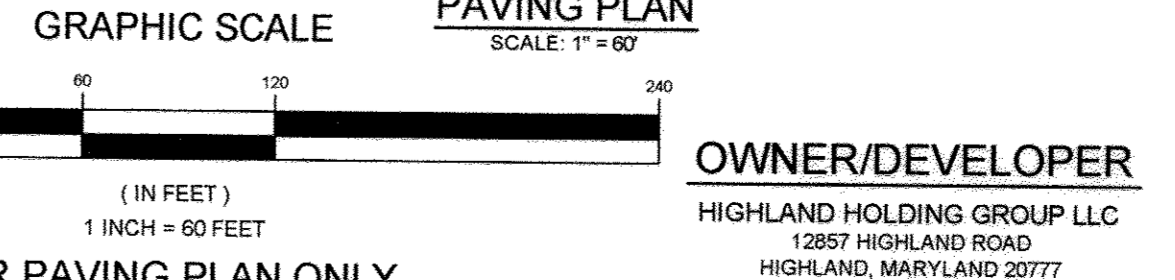 GRAPHIC SCALE
PAVING PLAN
SCALE: 1" = 60'
60 120 240
( IN FEET )
1 INCH = 60 FEET
PAVING PLAN ONLY
OWNER/DEVELOPER
HIGHLAND HOLDING GROUP LLC
12857 HIGHLAND ROAD
HIGHLAND, MARYLAND 20777